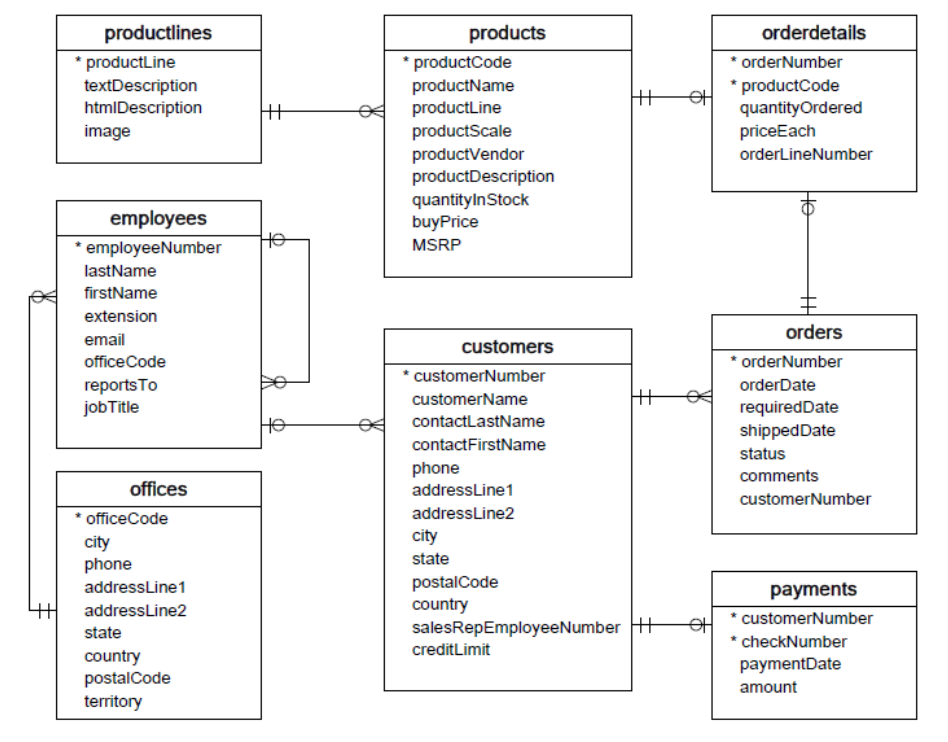 productlines
* productLine
textDescription
htmlDescription
image
products
* productCode
productName
productLine
productScale
productVendor
productDescription
quantityInStock
buyPrice
MSRP
orderdetails
* orderNumber
* productCode
quantityOrdered
priceEach
orderLineNumber
employees
* employeeNumber
lastName
firstName
extension
email
officeCode
reportsTo
jobTitle
customers
* customerNumber
customerName
contactLastName
contactFirstName
phone
addressLine1
addressLine2
city
state
postalCode
country
salesRepEmployeeNumber
creditLimit
orders
* orderNumber
orderDate
requiredDate
shippedDate
status
comments
customerNumber
offices
* officeCode
city
phone
addressLine1
addressLine2
state
country
postalCode
territory
payments
* customerNumber
* checkNumber
paymentDate
amount